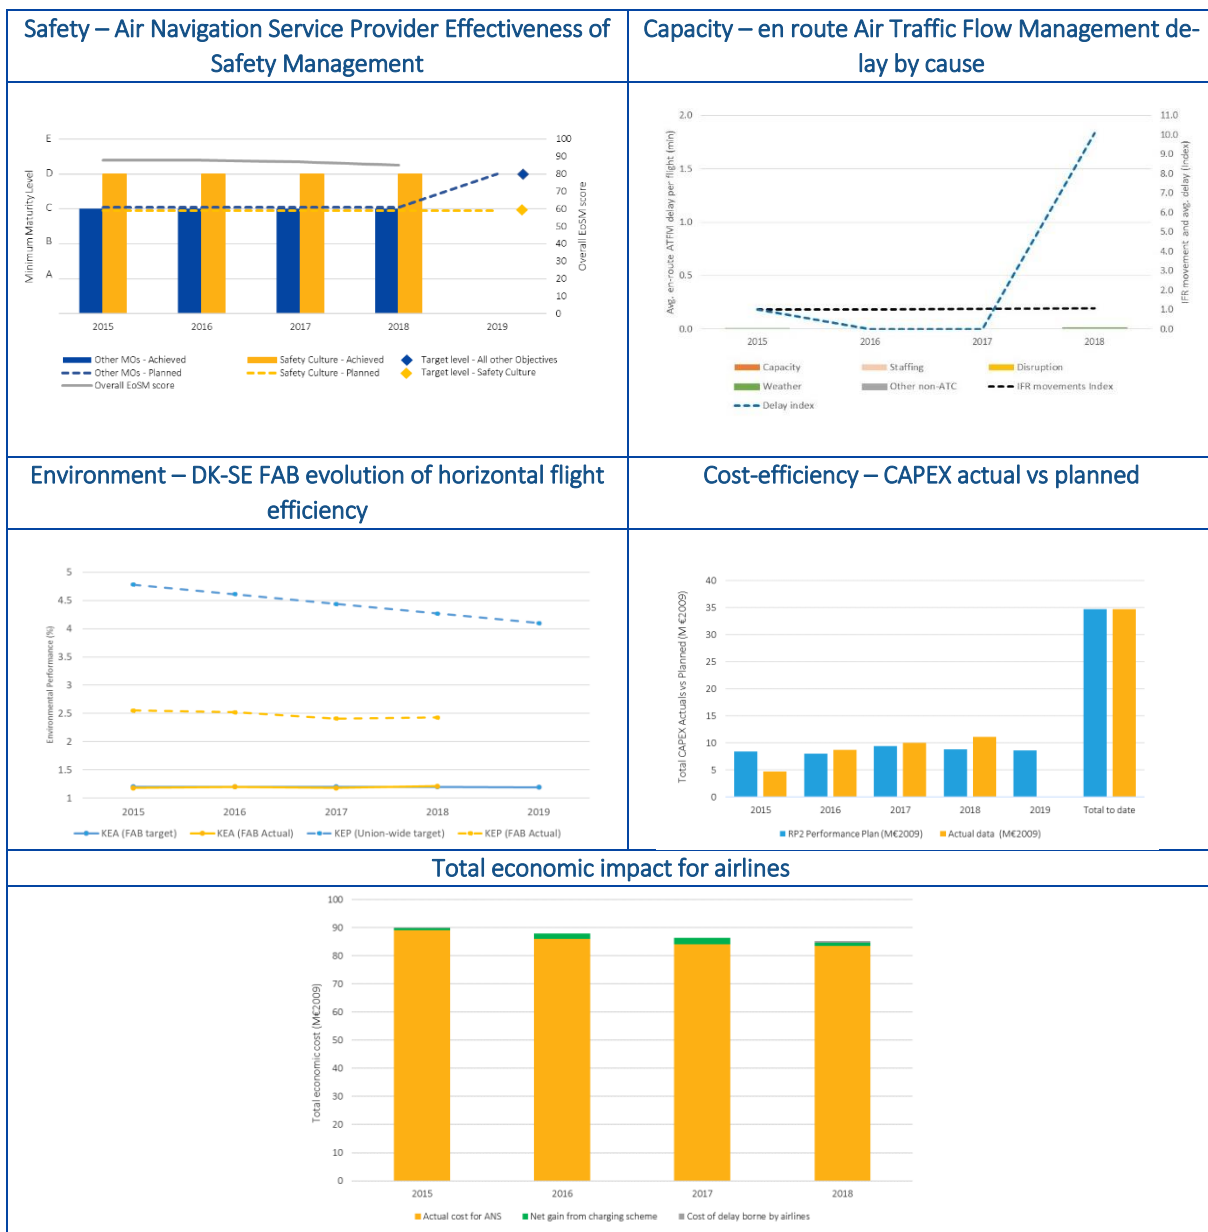 Safety – Air Navigation Service Provider Effectiveness of
Safety Management
Capacity – en route Air Traffic Flow Management de-
lay by cause
Minimum Maturity Level
E
D
C
B
A
100
90
80
70
60
50
40
30
20
10
0
Overall EoSM score
2015
2016
2017
2018
2019
Other MOs - Achieved
Safety Culture - Achieved
Target level - All other Objectives
Other MOs - Planned
Safety Culture - Planned
Target level - Safety Culture
Overall EoSM score
Avg. en-route ATFM delay per flight (min)
2.0
1.5
1.0
0.5
0.0
11.0
10.0
9.0
8.0
7.0
6.0
5.0
4.0
3.0
2.0
1.0
0.0
IFR movement and avg. delay (Index)
2015
2016
2017
2018
Capacity
Staffing
Disruption
Weather
Other non-ATC
IFR movements Index
Delay index
Environment – DK-SE FAB evolution of horizontal flight
efficiency
Cost-efficiency – CAPEX actual vs planned
Environmental Performance (%)
5
4.5
4
3.5
3
2.5
2
1.5
1
2015
2016
2017
2018
2019
KEA (FAB target)
KEA (FAB Actual)
KEP (Union-wide target)
KEP (FAB Actual)
Total CAPEX Actuals vs Planned (M €2009)
40
35
30
25
20
15
10
5
0
2015
2016
2017
2018
2019
Total to date
RP2 Performance Plan (M€2009)
Actual data (M€2009)
Total economic impact for airlines
Total economic cost (M€2009)
100
90
80
70
60
50
40
30
20
10
0
2015
2016
2017
2018
Actual cost for ANS
Net gain from charging scheme
Cost of delay borne by airlines